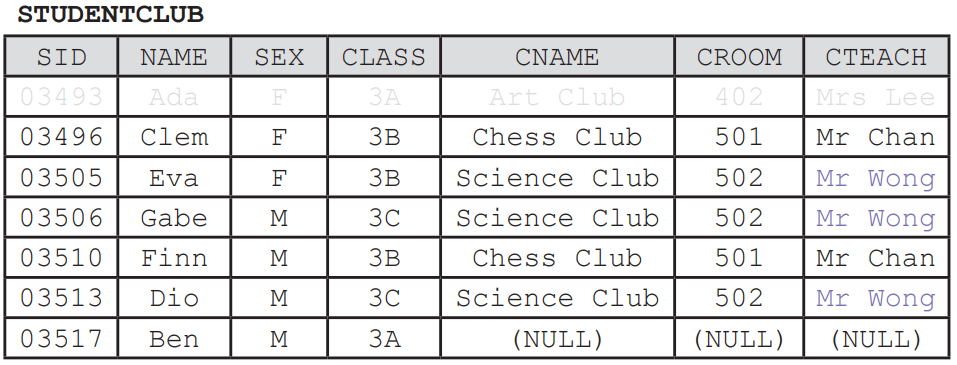 STUDENTCLUB
SID NAME SEX CLASS CNAME CROOM CTEACH
03493 Ada F 3A Art Club 402 Mrs Lee
03496 Clem F 3B Chess Club 501 Mr Chan
03505 Eva F 3B Science Club 502 Mr Wong
03506 Gabe M 3C Science Club 502 Mr Wong
03510 Finn M 3B Chess Club 501 Mr Chan
03513 Dio M 3C Science Club 502 Mr Wong
03517 Ben M 3A (NULL) (NULL) (NULL)